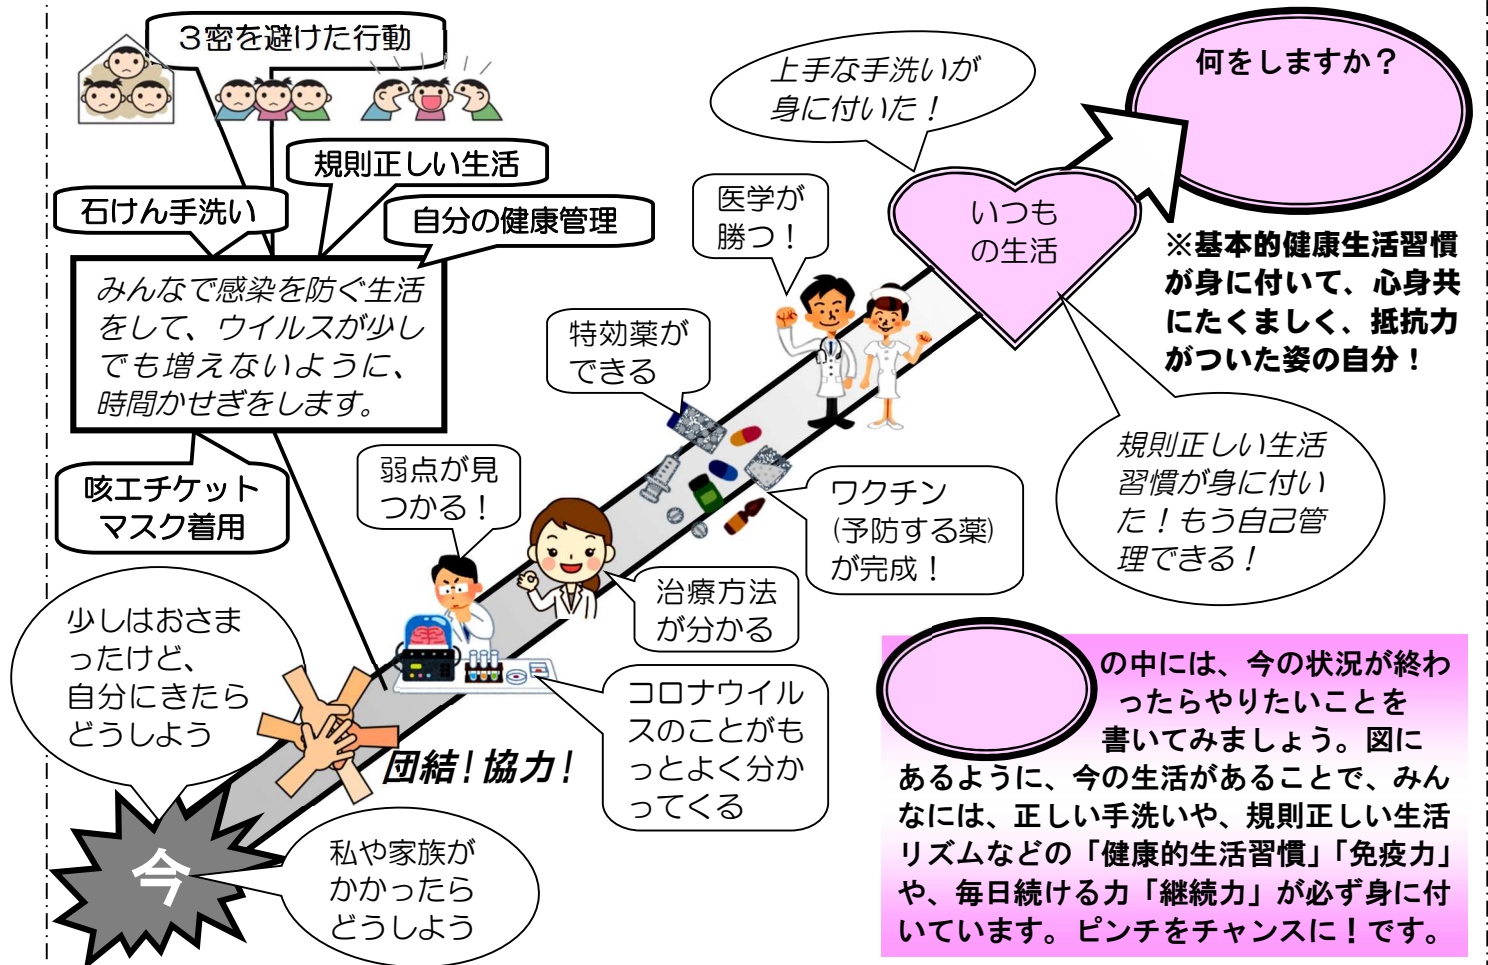 ３密を避けた行動
規則正しい生活
石けん手洗い
自分の健康管理
みんなで感染を防ぐ生活
をして、ウイルスが少し
でも増えないように、
時間かせぎをします。
咳エチケット
マスク着用
少しはおさま
ったけど、
自分にきたら
どうしよう
今
私や家族が
かかったら
どうしよう
団結！協力！
弱点が見
つかる！
コロナウイル
スのことがも
っとよく分か
ってくる
治療方法
が分かる
特効薬が
できる
ワクチン
(予防する薬)
が完成！
医学が
勝つ！
上手な手洗いが
身に付いた！
いつも
の生活
規則正しい生活
習慣が身に付い
た！もう自己管
理できる！
何をしますか？
※基本的健康生活習慣
が身に付いて、心身共
にたくましく、抵抗力
がついた姿の自分！
の中には、今の状況が終わ
ったらやりたいことを
書いてみましょう。図に
あるように、今の生活があることで、みん
なには、正しい手洗いや、規則正しい生活
リズムなどの「健康的生活習慣」「免疫力」
や、毎日続ける力「継続力」が必ず身に付
いています。ピンチをチャンスに！です。